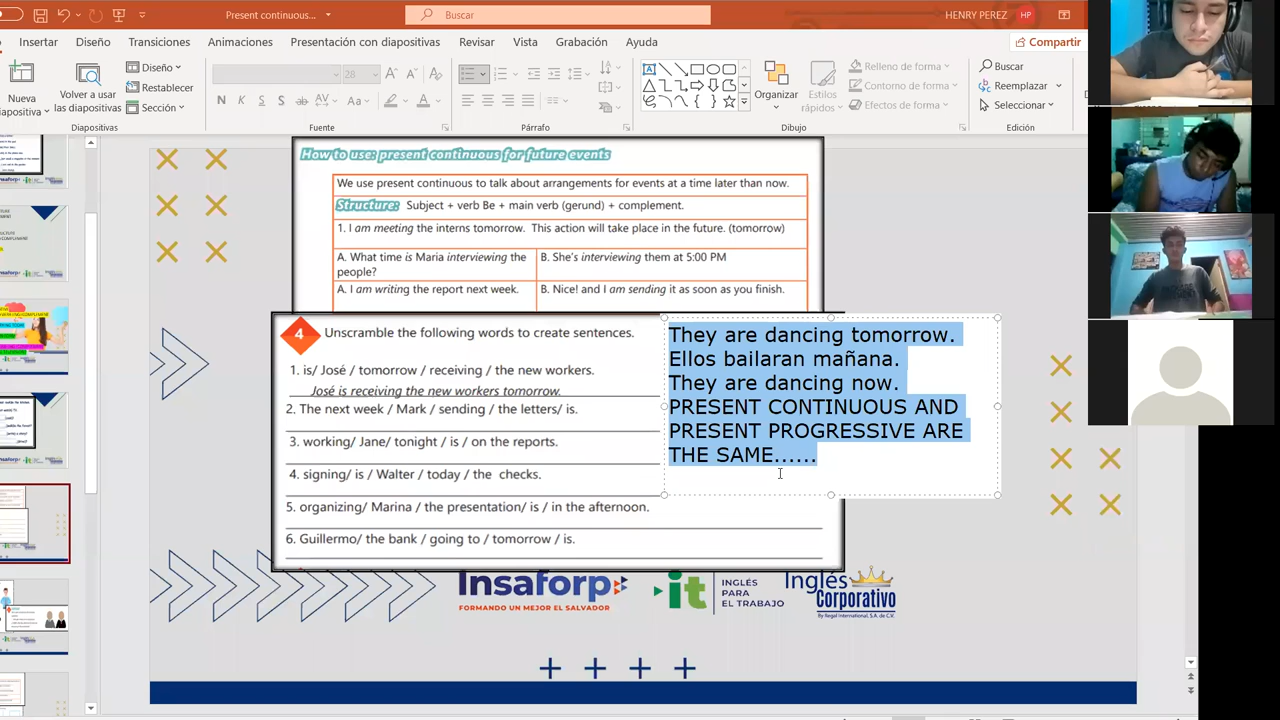 Present continuous...
Buscar
HENRY PEREZ
HP
Insertar
Diseño
Transiciones
Animaciones
Presentación con diapositivas
Revisar
Vista
Grabación
Ayuda
Compartir
Nueva
diapositiva
Volver a usar
las diapositivas
Diseño
Restablecer
Sección
Diapositivas
28
N K S S ab AV Aa
Fuente
Párrafo
Organizar
Estilos
rápidos
Relleno de forma
Contorno de forma
Efectos de forma
Dibujo
Buscar
Reemplazar
Seleccionar
Edición
How to use: present continuous for future events
We use present continuous to talk about arrangements for events at a time later than now.
Structure: Subject + verb Be + main verb (gerund) + complement.
1. I am meeting the interns tomorrow. This action will take place in the future. (tomorrow)
A. What time is Maria interviewing the
people?
B. She's interviewing them at 5:00 PM
A. I am writing the report next week.
B. Nice! and I am sending it as soon as you finish.
4 Unscramble the following words to create sentences.
1. is/ José / tomorrow / receiving / the new workers.
José is receiving the new workers tomorrow.
2. The next week / Mark / sending / the letters/ is.
3. working/ Jane/ tonight / is / on the reports.
4. signing/ is / Walter / today / the checks.
5. organizing/ Marina / the presentation/ is / in the afternoon.
6. Guillermo/ the bank / going to / tomorrow / is.
They are dancing tomorrow.
Ellos bailaran mañana.
They are dancing now.
PRESENT CONTINUOUS AND
PRESENT PROGRESSIVE ARE
THE SAME......
Insaforp
FORMANDO UN MEJOR EL SALVADOR
it
INGLÉS
PARA
EL TRABAJO
Inglés
Corporativo
By Regal International, S.A. de C.V.